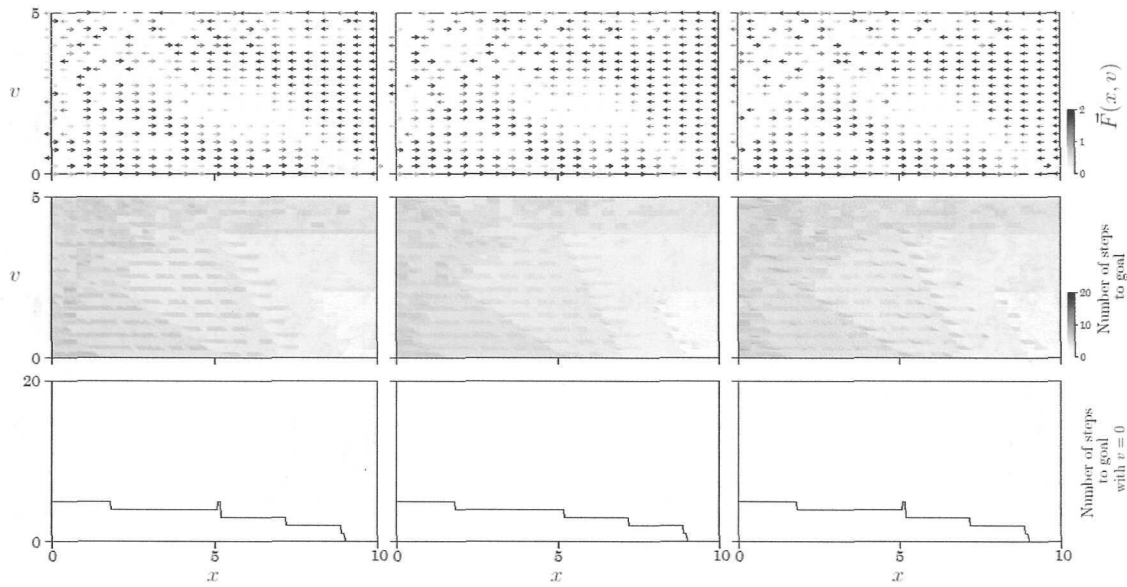 5
v
0
2
1
0
F̄(x, v)
5
v
0
20
10
0
Number of steps
to goal
20
0
0 5 10 0 5 10 0 5 10
x x x
Number of steps
to goal
with v = 0